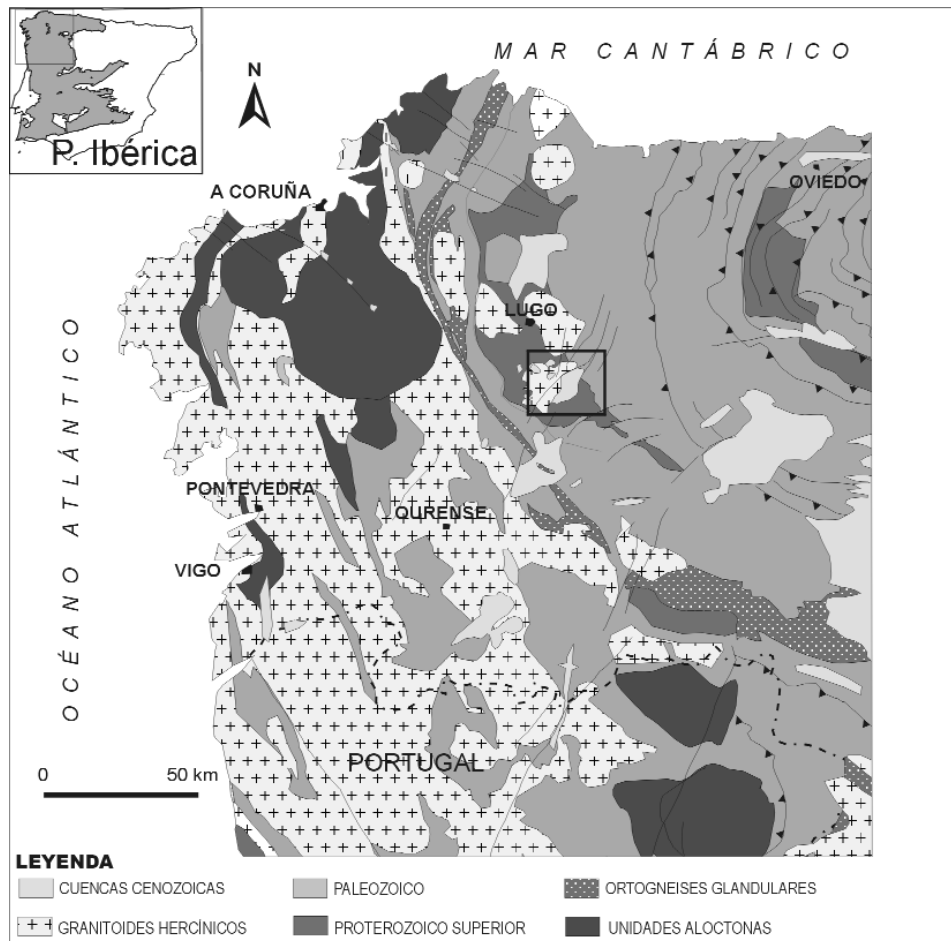 MAR CANTÁBRICO
N
P. Ibérica
A CORUÑA
OVIEDO
LUGO
OCÉANO ATLÁNTICO
PONTEVEDRA
OURENSE
VIGO
PORTUGAL
0 50 km
LEYENDA
CUENCAS CENOZOICAS PALEOZOICO ORTOGNEISES GLANDULARES
GRANITOIDES HERCÍNICOS PROTEROZOICO SUPERIOR UNIDADES ALOCTONAS